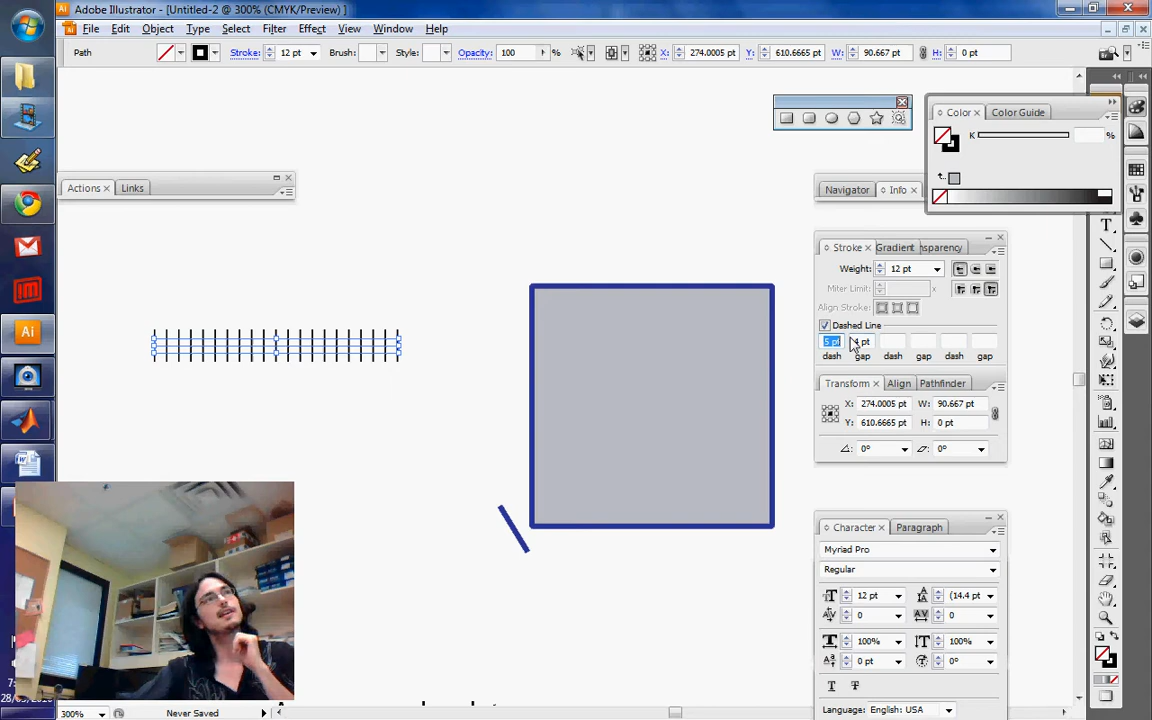 Adobe Illustrator - [Untitled-2 @ 300% (CMYK/Preview) ]
File Edit Object Type Select Filter Effect View Window Help
Path Stroke: 12 pt Brush: Style: Opacity: 100 % X: 274.0005 pt Y: 610.6665 pt W: 90.667 pt H: 0 pt
Color Color Guide
K %
Actions Links
Navigator Info
Stroke Gradient nsparency
Weight: 12 pt
Miter Limit: x
Align Stroke:
Dashed Line
.5 pt 4 pt
dash gap dash gap dash gap
Transform Align Pathfinder
X: 274.0005 pt W: 90.667 pt
Y: 610.6665 pt H: 0 pt
0° 0°
Character Paragraph
Myriad Pro
Regular
12 pt (14.4 pt
0 0
100% 100%
0 pt 0°
T T
Language: English: USA
300% Never Saved